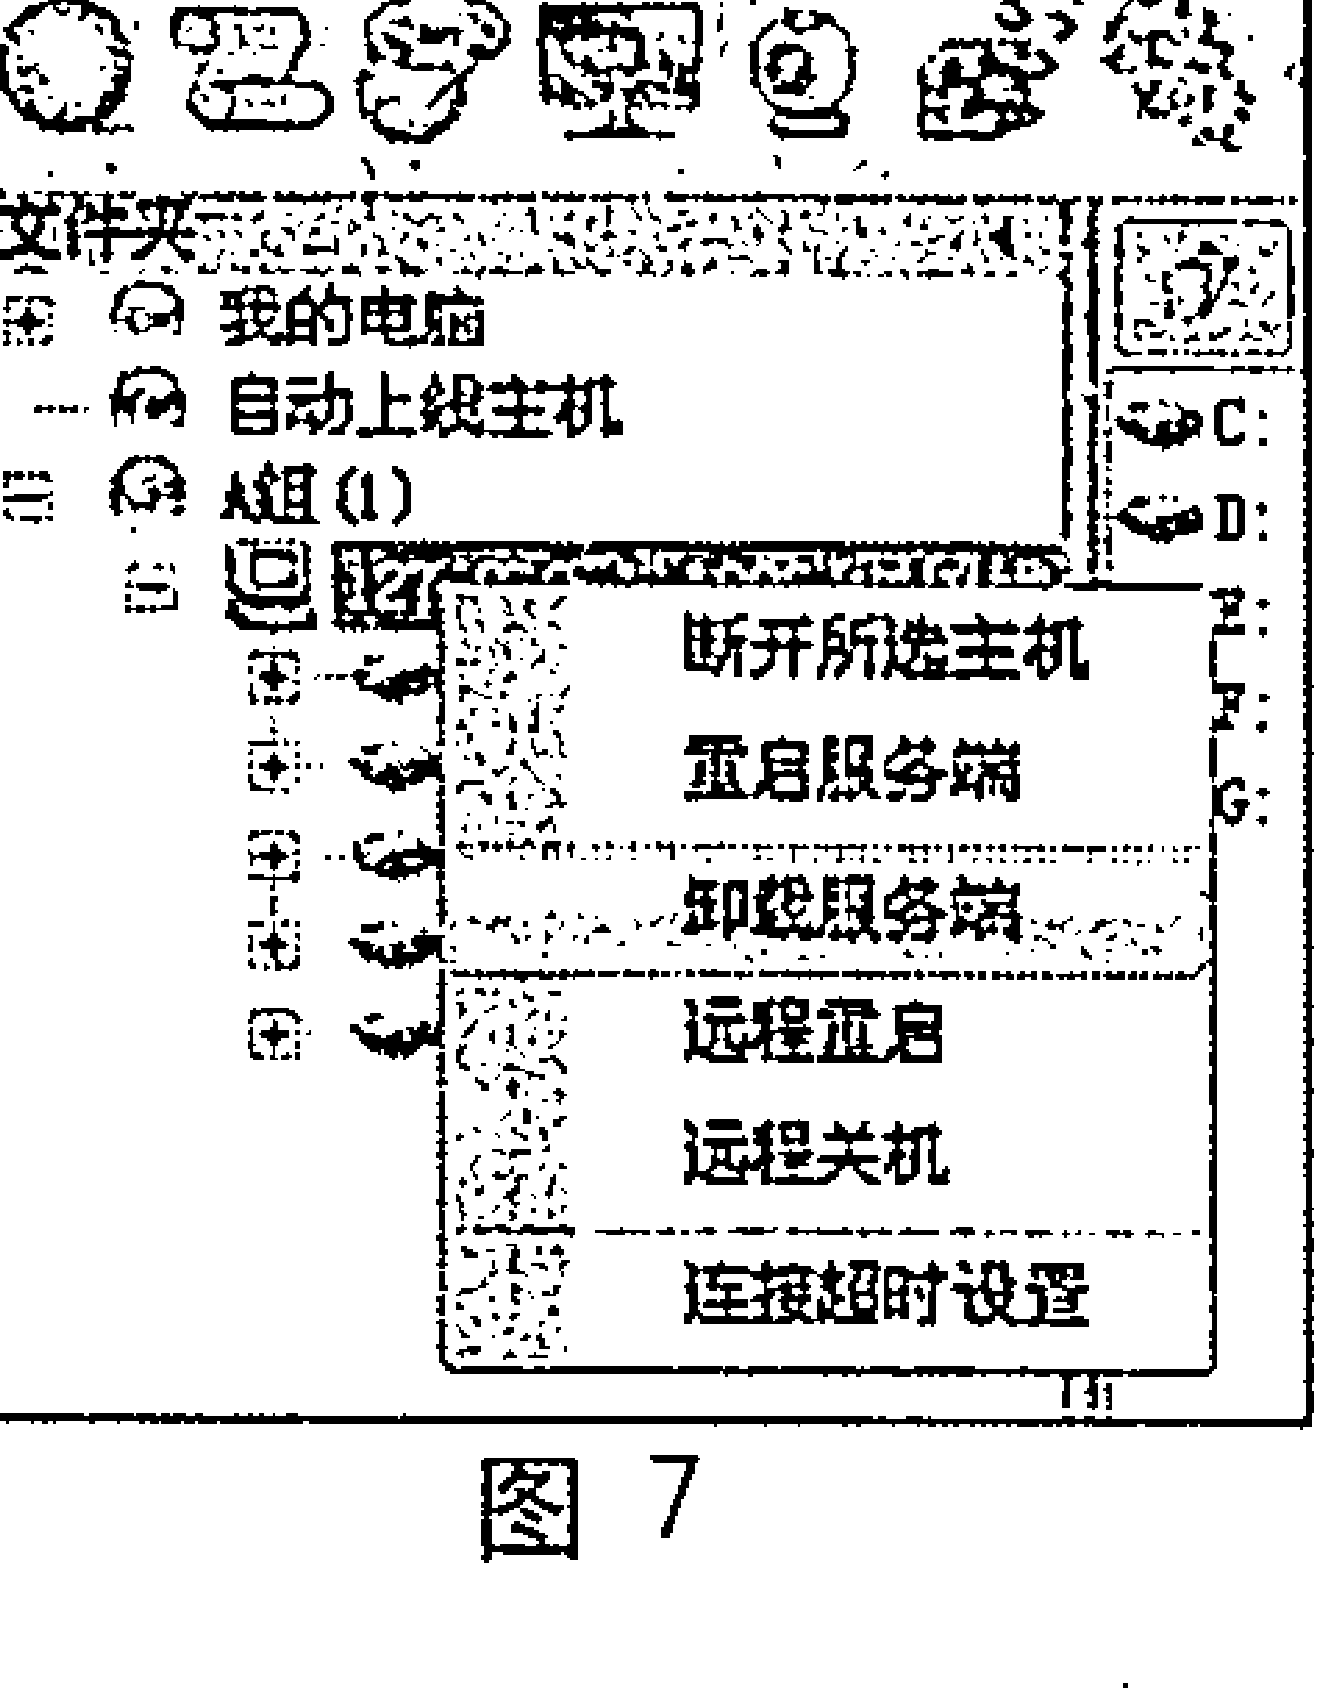 文件夹
我的电脑
自动上线主机
C:
A组(1)
D:
断开所选主机
E:
F:
重启服务端
G:
卸载服务端
远程重启
远程关机
连接超时设置
图 7